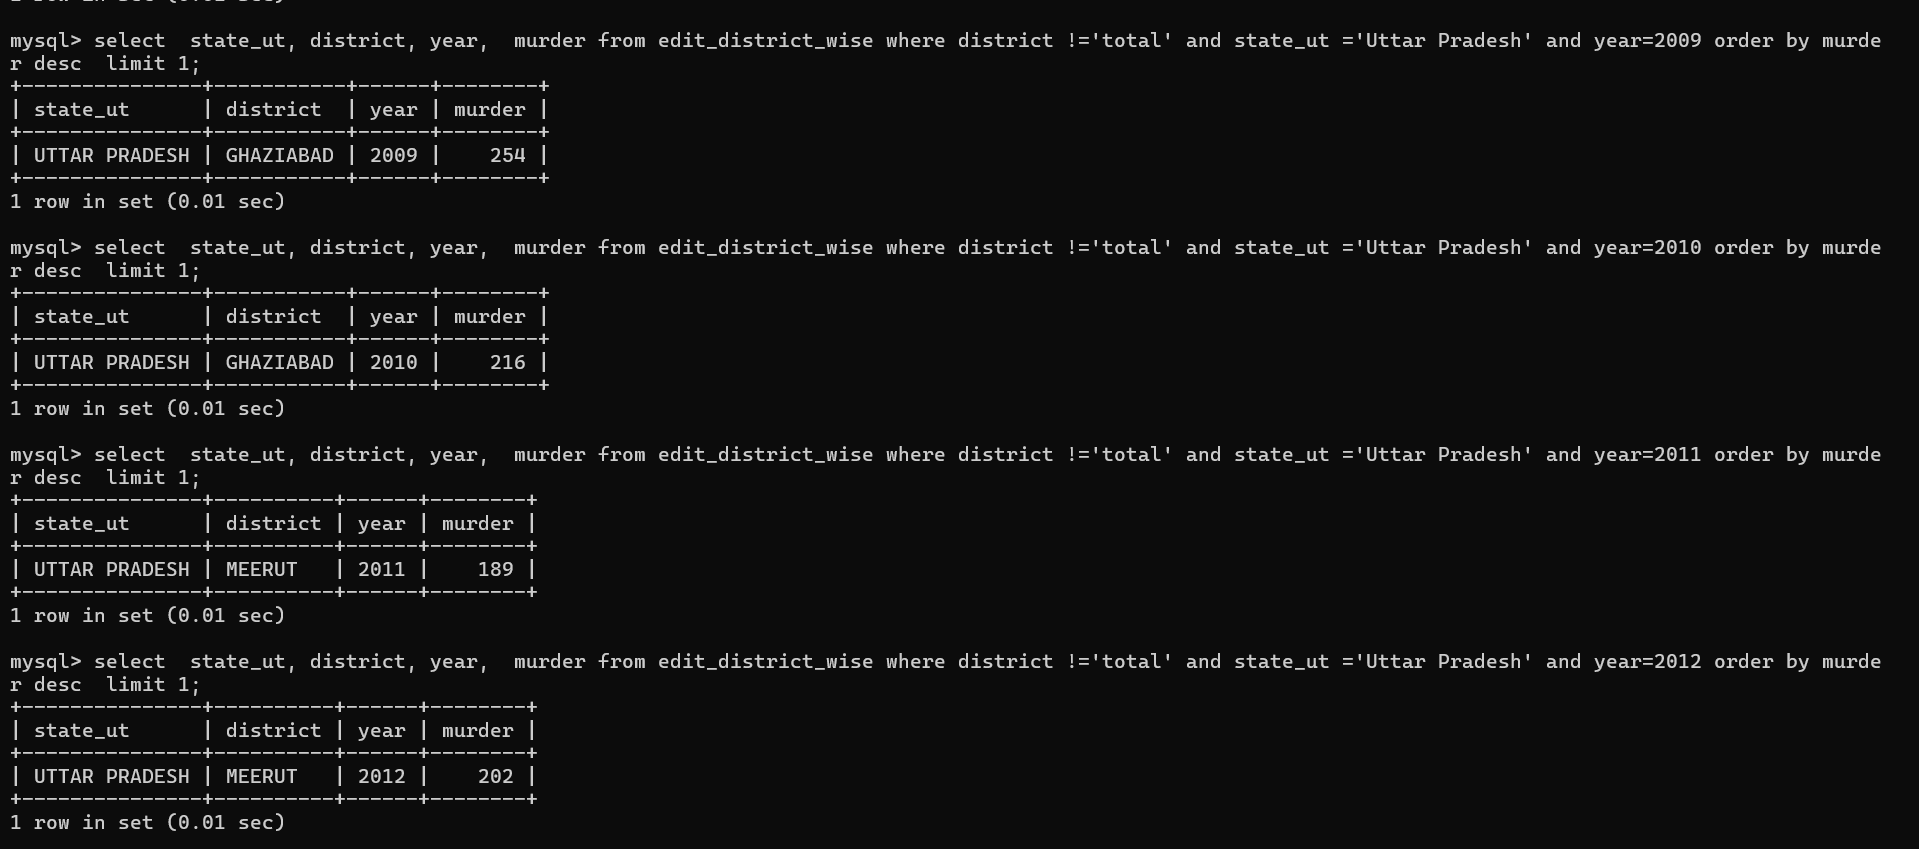 1 row in set (0.01 sec)
mysql> select  state_ut, district, year,  murder from edit_district_wise where district !='total' and state_ut ='Uttar Pradesh' and year=2009 order by murde
r desc  limit 1;
+---------------+-----------+------+--------+
| state_ut      | district  | year | murder |
+---------------+-----------+------+--------+
| UTTAR PRADESH | GHAZIABAD | 2009 |    254 |
+---------------+-----------+------+--------+
1 row in set (0.01 sec)
mysql> select  state_ut, district, year,  murder from edit_district_wise where district !='total' and state_ut ='Uttar Pradesh' and year=2010 order by murde
r desc  limit 1;
+---------------+-----------+------+--------+
| state_ut      | district  | year | murder |
+---------------+-----------+------+--------+
| UTTAR PRADESH | GHAZIABAD | 2010 |    216 |
+---------------+-----------+------+--------+
1 row in set (0.01 sec)
mysql> select  state_ut, district, year,  murder from edit_district_wise where district !='total' and state_ut ='Uttar Pradesh' and year=2011 order by murde
r desc  limit 1;
+---------------+----------+------+--------+
| state_ut      | district | year | murder |
+---------------+----------+------+--------+
| UTTAR PRADESH | MEERUT   | 2011 |    189 |
+---------------+----------+------+--------+
1 row in set (0.01 sec)
mysql> select  state_ut, district, year,  murder from edit_district_wise where district !='total' and state_ut ='Uttar Pradesh' and year=2012 order by murde
r desc  limit 1;
+---------------+----------+------+--------+
| state_ut      | district | year | murder |
+---------------+----------+------+--------+
| UTTAR PRADESH | MEERUT   | 2012 |    202 |
+---------------+----------+------+--------+
1 row in set (0.01 sec)